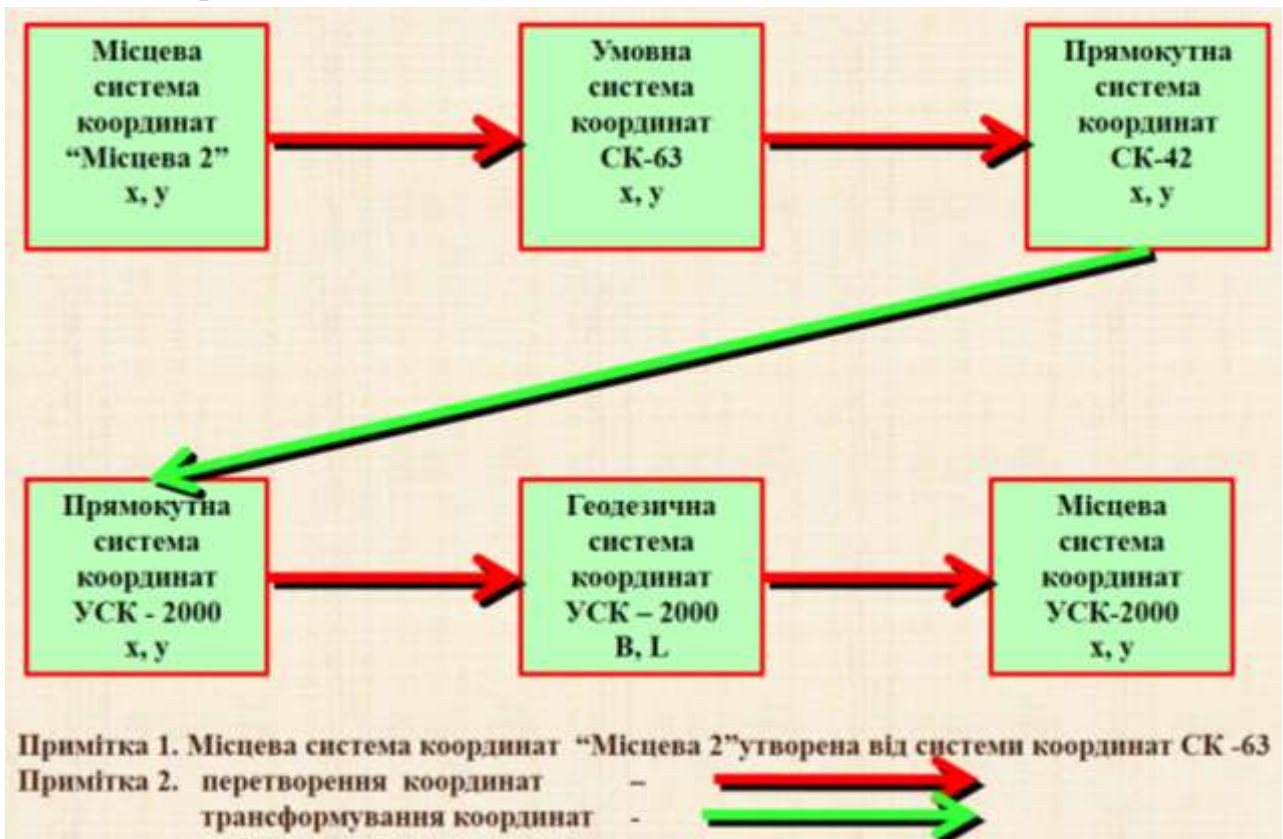 Місцева
система
координат
“Місцева 2”
х, у
Умовна
система
координат
СК-63
х, у
Прямокутна
система
координат
СК-42
х, у
Прямокутна
система
координат
УСК - 2000
х, у
Геодезична
система
координат
УСК – 2000
B, L
Місцева
система
координат
УСК-2000
х, у
Примітка 1. Місцева система координат “Місцева 2”утворена від системи координат СК -63
Примітка 2. перетворення координат –
трансформування координат -